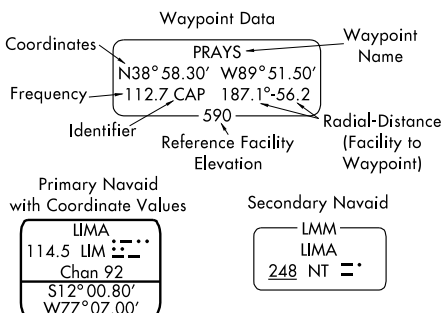 Waypoint Data
Coordinates
Waypoint
Name
PRAYS
N38° 58.30’ W89° 51.50’
Frequency
112.7 CAP 187.1°-56.2
590
Identifier
Reference Facility
Elevation
Radial-Distance
(Facility to
Waypoint)
Primary Navaid
with Coordinate Values
LIMA
114.5 LIM
Chan 92
S12° 00.80’
W77° 07.00’
Secondary Navaid
LMM
LIMA
248 NT